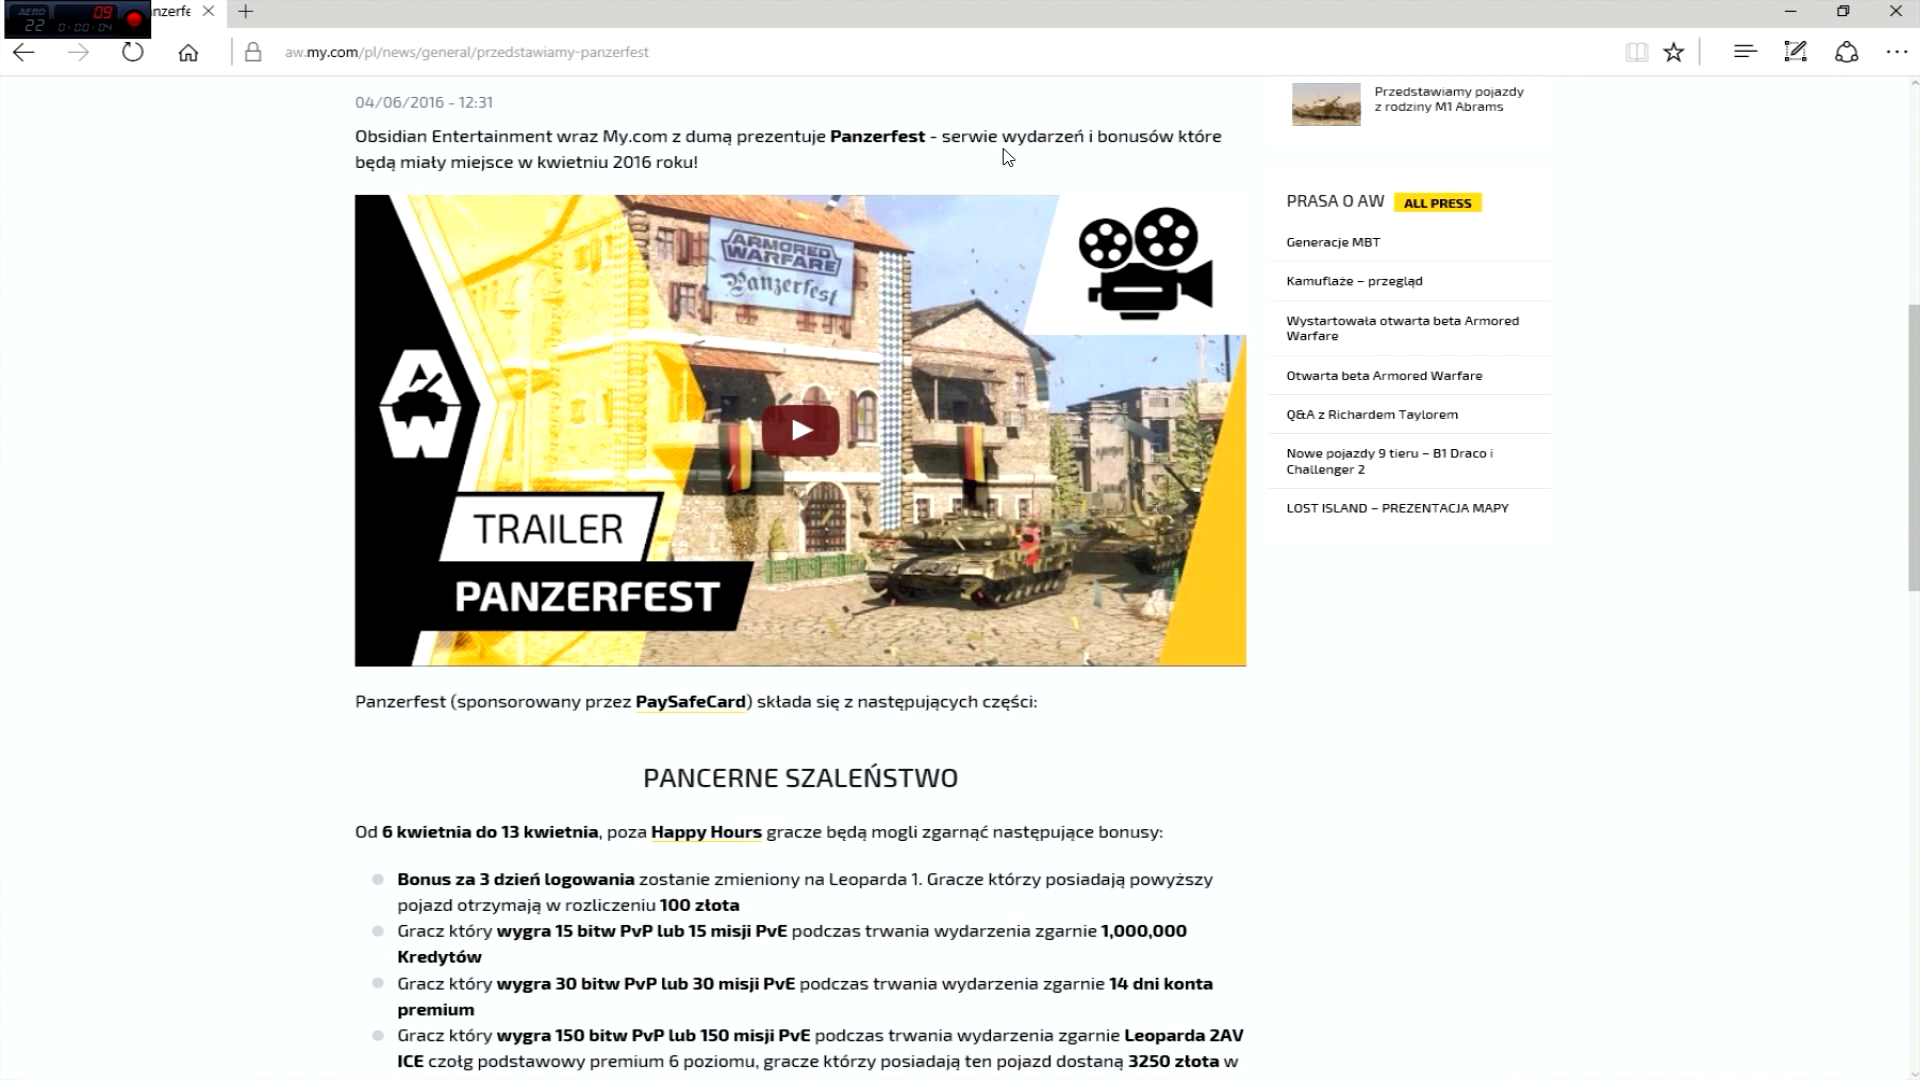 AERO
09
22
0:00:04
nzerfe
aw.my.com/pl/news/general/przedstawiamy-panzerfest
04/06/2016 - 12:31
Obsidian Entertainment wraz My.com z dumą prezentuje Panzerfest - serwie wydarzeń i bonusów które
będą miały miejsce w kwietniu 2016 roku!
ARMORED
WARFARE
Panzerfest
AW
TRAILER
PANZERFEST
Panzerfest (sponsorowany przez PaySafeCard) składa się z następujących części:
PANCERNE SZALEŃSTWO
Od 6 kwietnia do 13 kwietnia, poza Happy Hours gracze będą mogli zgarnąć następujące bonusy:
Bonus za 3 dzień logowania zostanie zmieniony na Leoparda 1. Gracze którzy posiadają powyższy
pojazd otrzymają w rozliczeniu 100 złota
Gracz który wygra 15 bitw PvP lub 15 misji PvE podczas trwania wydarzenia zgarnie 1,000,000
Kredytów
Gracz który wygra 30 bitw PvP lub 30 misji PvE podczas trwania wydarzenia zgarnie 14 dni konta
premium
Gracz który wygra 150 bitw PvP lub 150 misji PvE podczas trwania wydarzenia zgarnie Leoparda 2AV
ICE czołg podstawowy premium 6 poziomu, gracze którzy posiadają ten pojazd dostaną 3250 złota w
Przedstawiamy pojazdy
z rodziny M1 Abrams
PRASA O AW ALL PRESS
Generacje MBT
Kamuflaże – przegląd
Wystartowała otwarta beta Armored
Warfare
Otwarta beta Armored Warfare
Q&A z Richardem Taylorem
Nowe pojazdy 9 tieru – B1 Draco i
Challenger 2
LOST ISLAND – PREZENTACJA MAPY